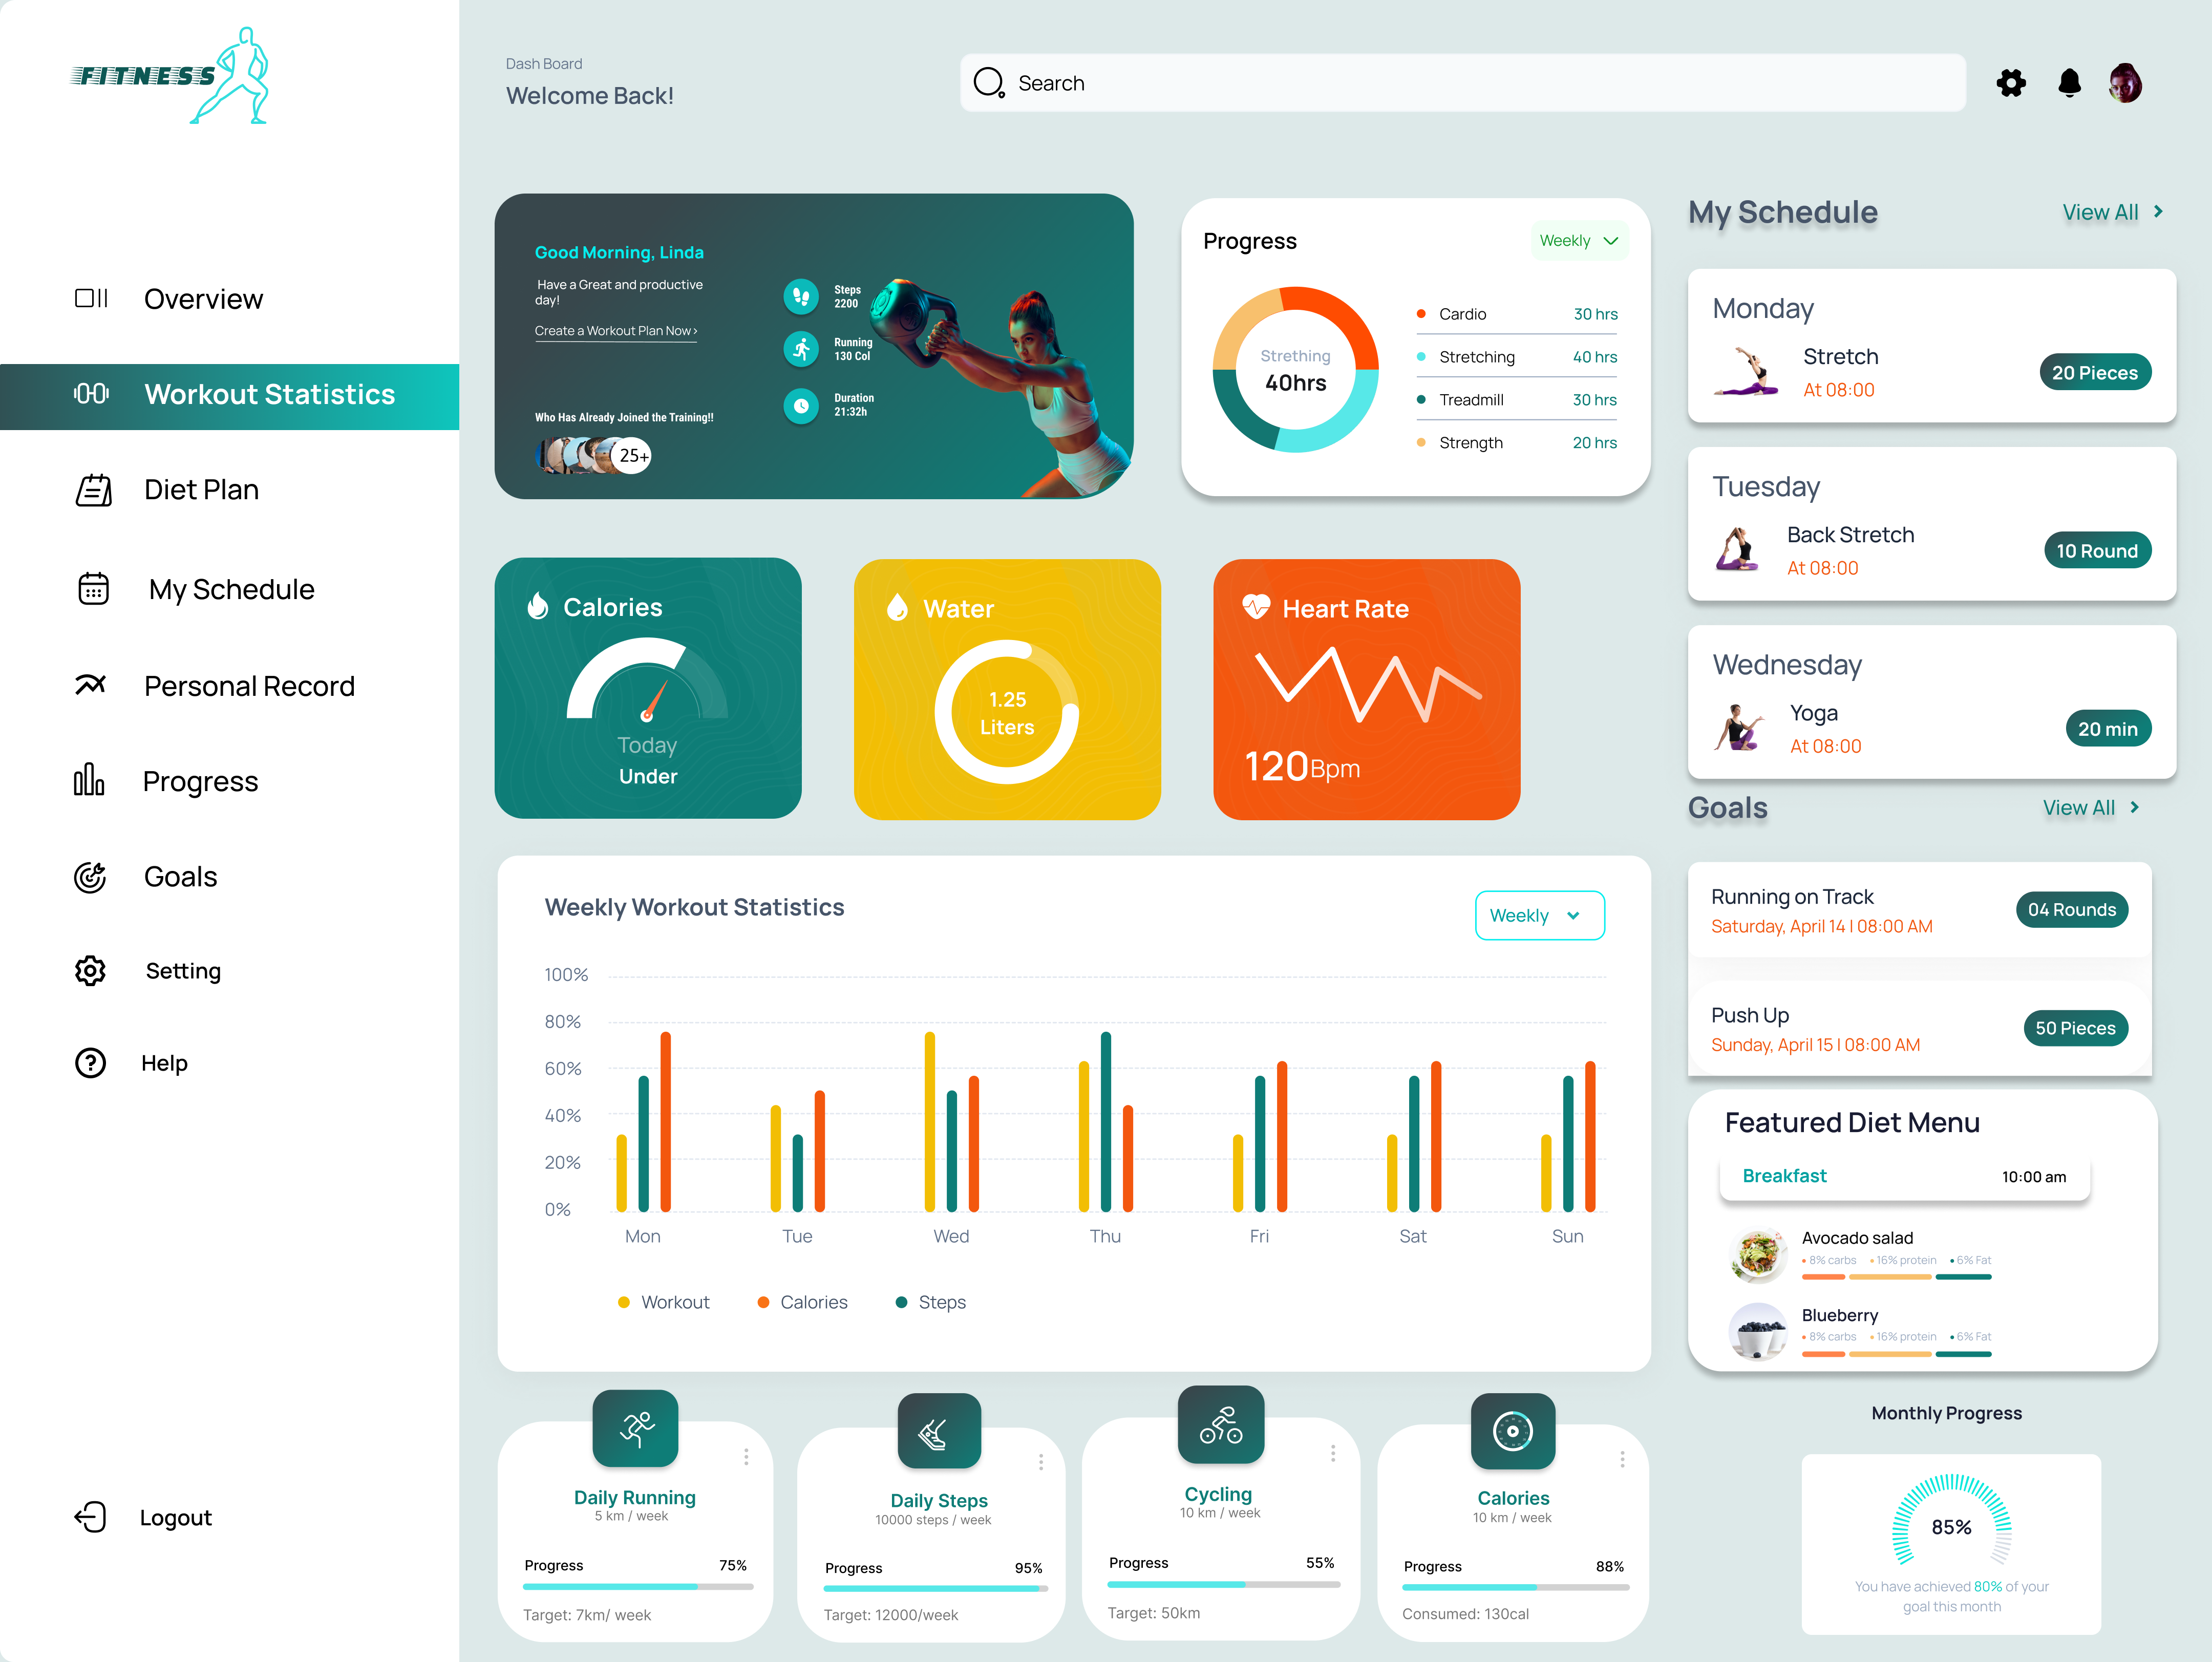 FITNESS
Overview
Workout Statistics
Diet Plan
My Schedule
Personal Record
Progress
Goals
Setting
Help
Logout
Dash Board
Welcome Back!
Search
Good Morning, Linda
Have a Great and productive
day!
Create a Workout Plan Now›
Who Has Already Joined the Training!!
25+
Steps
2200
Running
130 Col
Duration
21:32h
Progress
Weekly
Strething
40hrs
Cardio 30 hrs
Stretching 40 hrs
Treadmill 30 hrs
Strength 20 hrs
Calories
Today
Under
Water
1.25
Liters
Heart Rate
120Bpm
Weekly Workout Statistics
Weekly
100%
80%
60%
40%
20%
0%
Mon Tue Wed Thu Fri Sat Sun
Workout Calories Steps
Daily Running
5 km / week
Progress 75%
Target: 7km/ week
Daily Steps
10000 steps / week
Progress 95%
Target: 12000/week
Cycling
10 km / week
Progress 55%
Target: 50km
Calories
10 km / week
Progress 88%
Consumed: 130cal
My Schedule
View All
Monday
Stretch
At 08:00
20 Pieces
Tuesday
Back Stretch
At 08:00
10 Round
Wednesday
Yoga
At 08:00
20 min
Goals
View All
Running on Track
Saturday, April 14 I 08:00 AM
04 Rounds
Push Up
Sunday, April 15 I 08:00 AM
50 Pieces
Featured Diet Menu
Breakfast 10:00 am
Avocado salad
8% carbs 16% protein 6% Fat
Blueberry
8% carbs 16% protein 6% Fat
Monthly Progress
85%
You have achieved 80% of your
goal this month